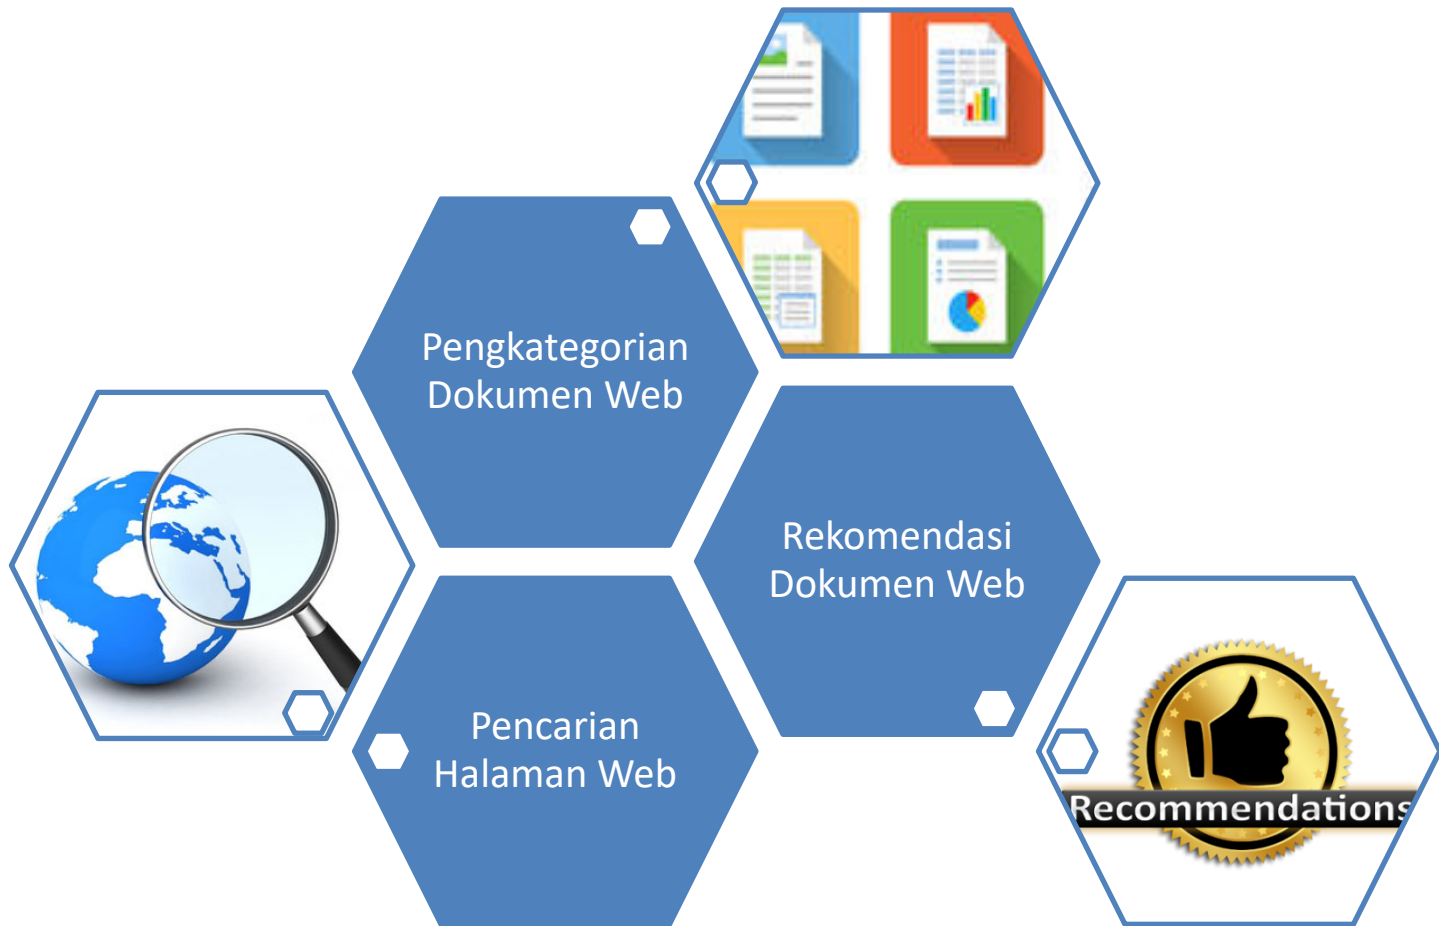 Pengkategorian
Dokumen Web
Rekomendasi
Dokumen Web
Pencarian
Halaman Web
Recommendations